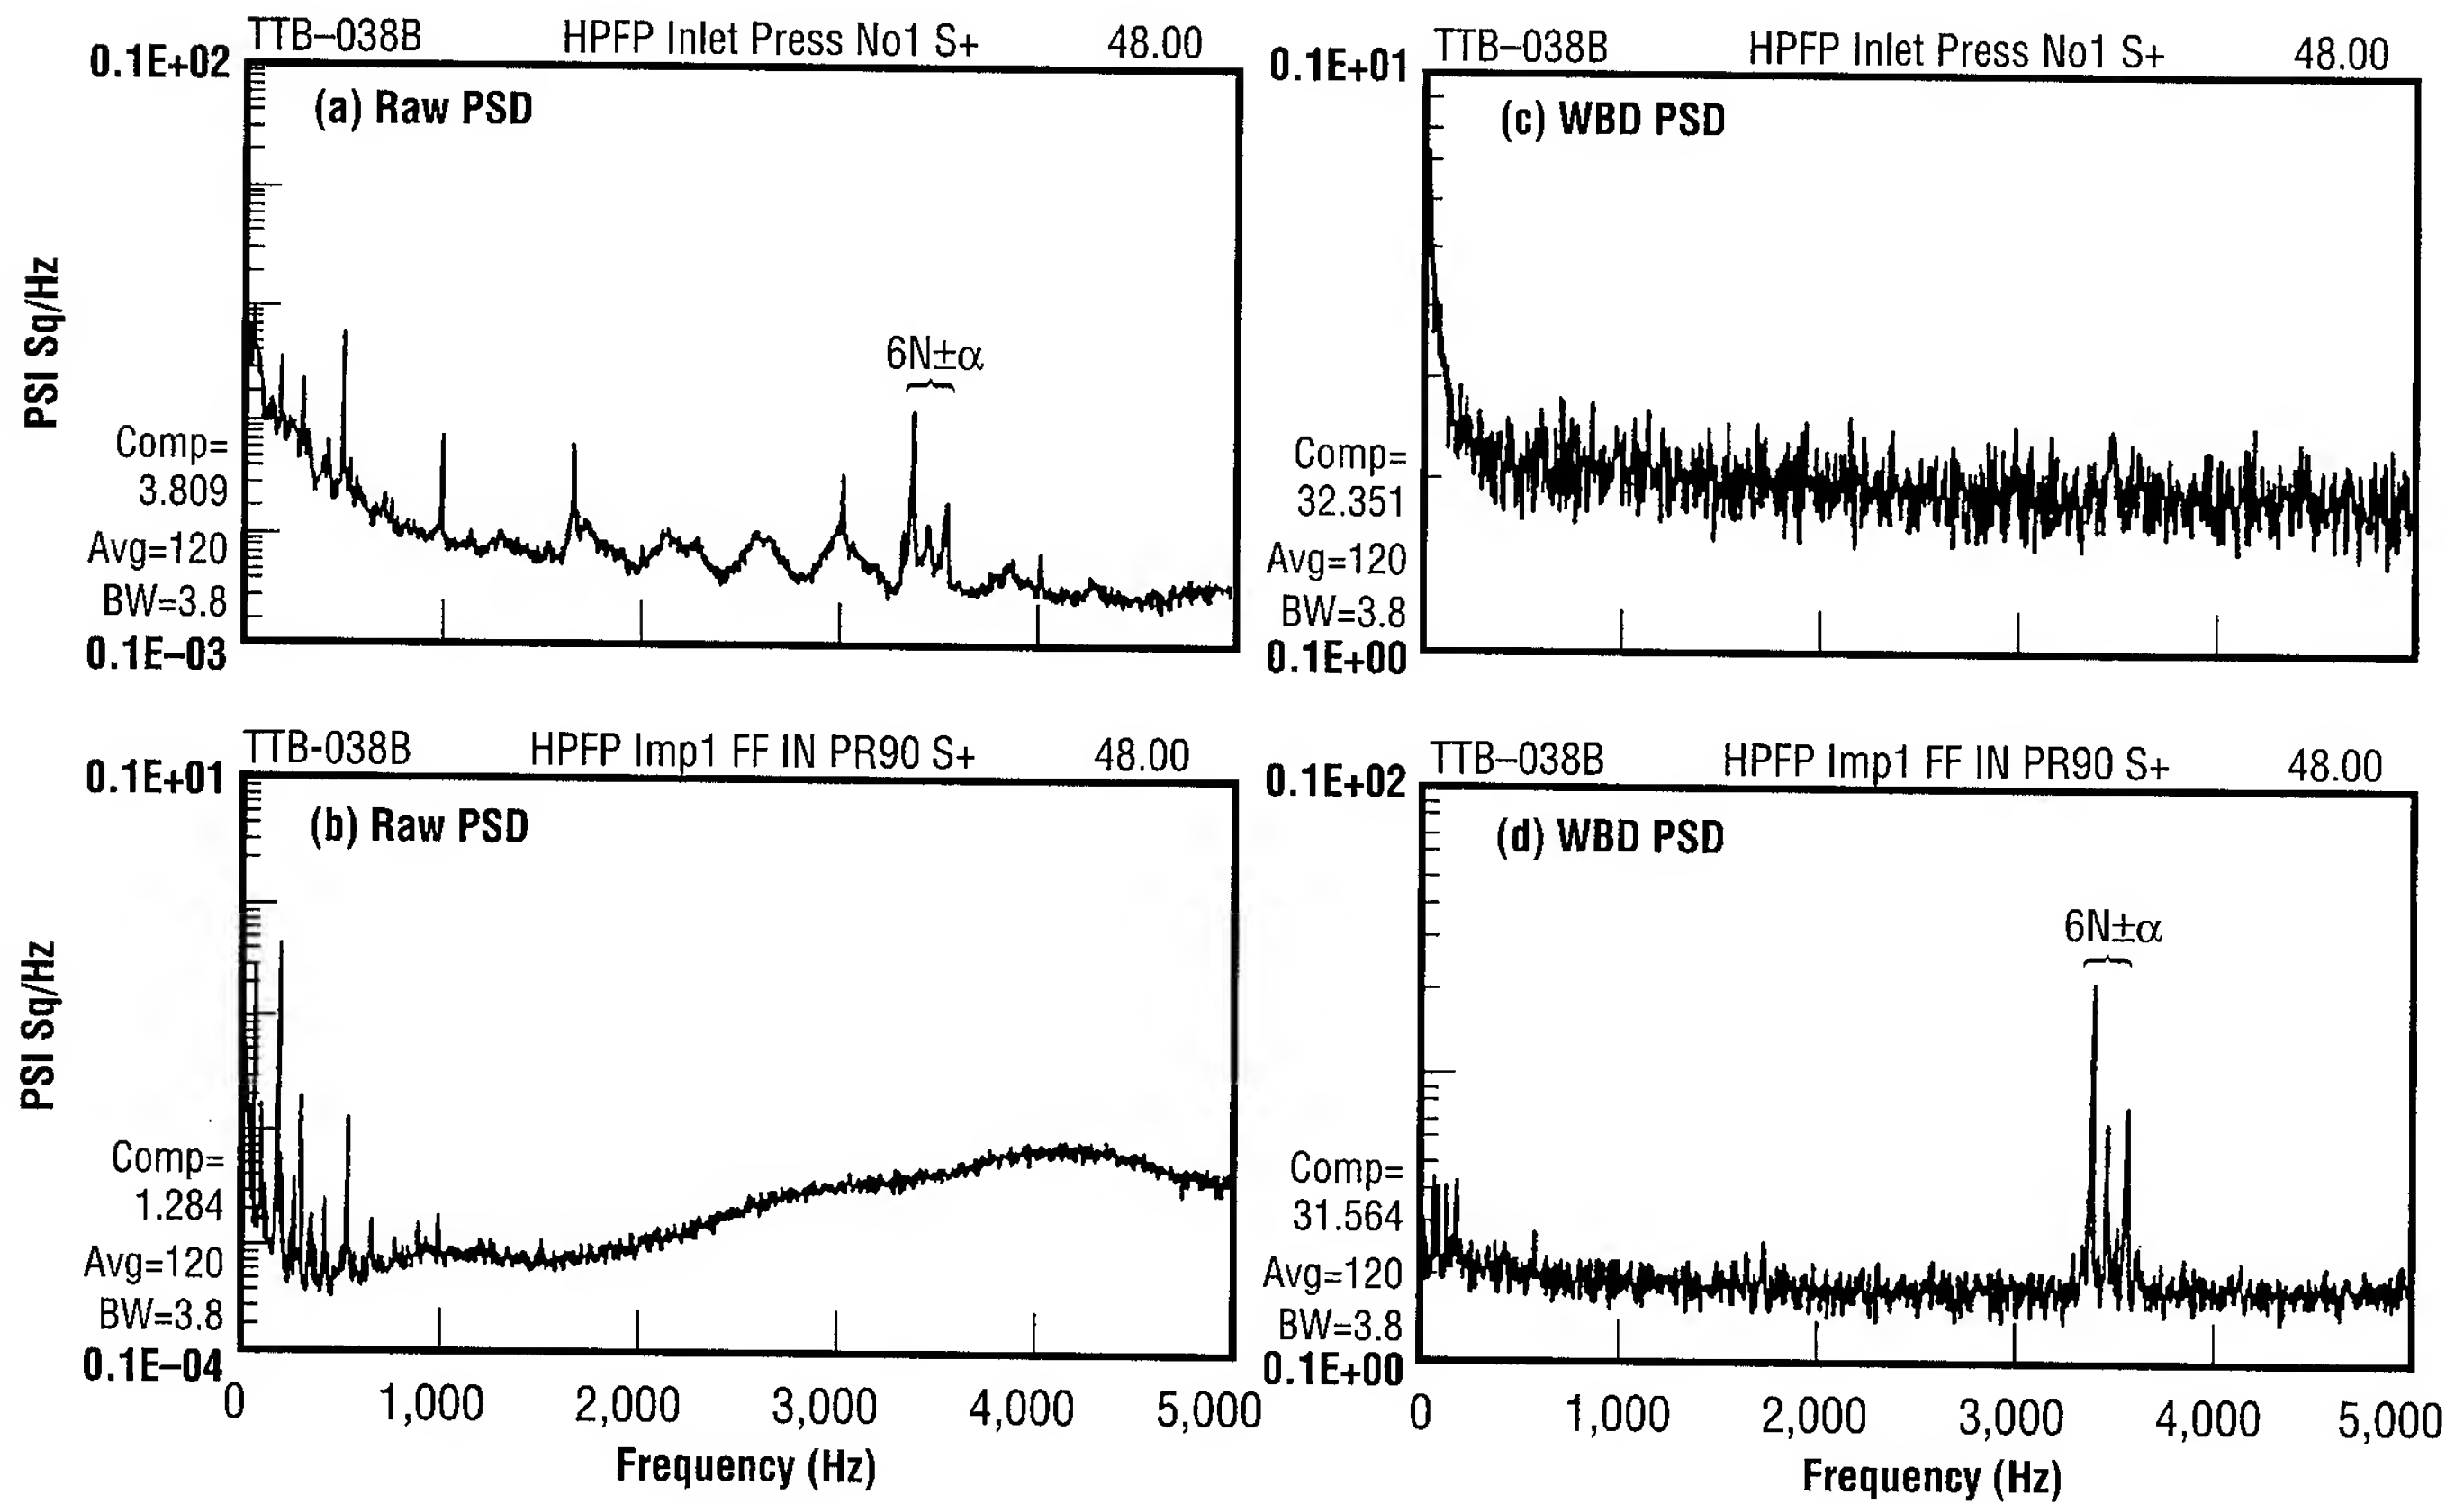 TTB–038B HPFP Inlet Press No1 S+ 48.00
0.1E+02
(a) Raw PSD
PSI Sq/Hz
6N±α
Comp=
3.809
Avg=120
BW=3.8
0.1E–03
TTB–038B HPFP Inlet Press No1 S+ 48.00
0.1E+01
(c) WBD PSD
Comp=
32.351
Avg=120
BW=3.8
0.1E+00
TTB-038B HPFP Imp1 FF IN PR90 S+ 48.00
0.1E+01
(b) Raw PSD
PSI Sq/Hz
Comp=
1.284
Avg=120
BW=3.8
0.1E–04
0 1,000 2,000 3,000 4,000 5,000
Frequency (Hz)
TTB–038B HPFP Imp1 FF IN PR90 S+ 48.00
0.1E+02
(d) WBD PSD
6N±α
Comp=
31.564
Avg=120
BW=3.8
0.1E+00
0 1,000 2,000 3,000 4,000 5,000
Frequency (Hz)